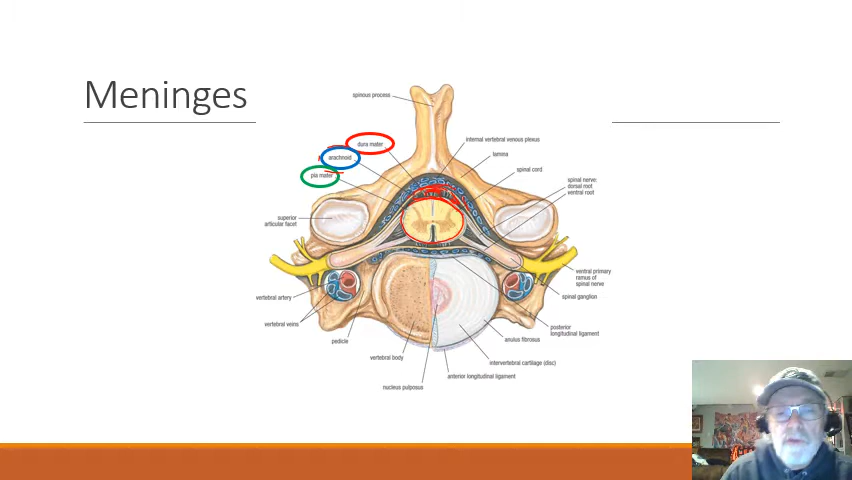 Meninges
spinous process
dura mater
internal vertebral venous plexus
arachnoid
lamina
pia mater
spinal cord
spinal nerve:
dorsal root
ventral root
superior
articular facet
ventral primary
ramus of
spinal nerve
vertebral artery
spinal ganglion
vertebral veins
posterior
longitudinal ligament
pedicle
anulus fibrosus
vertebral body
intervertebral cartilage (disc)
anterior longitudinal ligament
nucleus pulposus